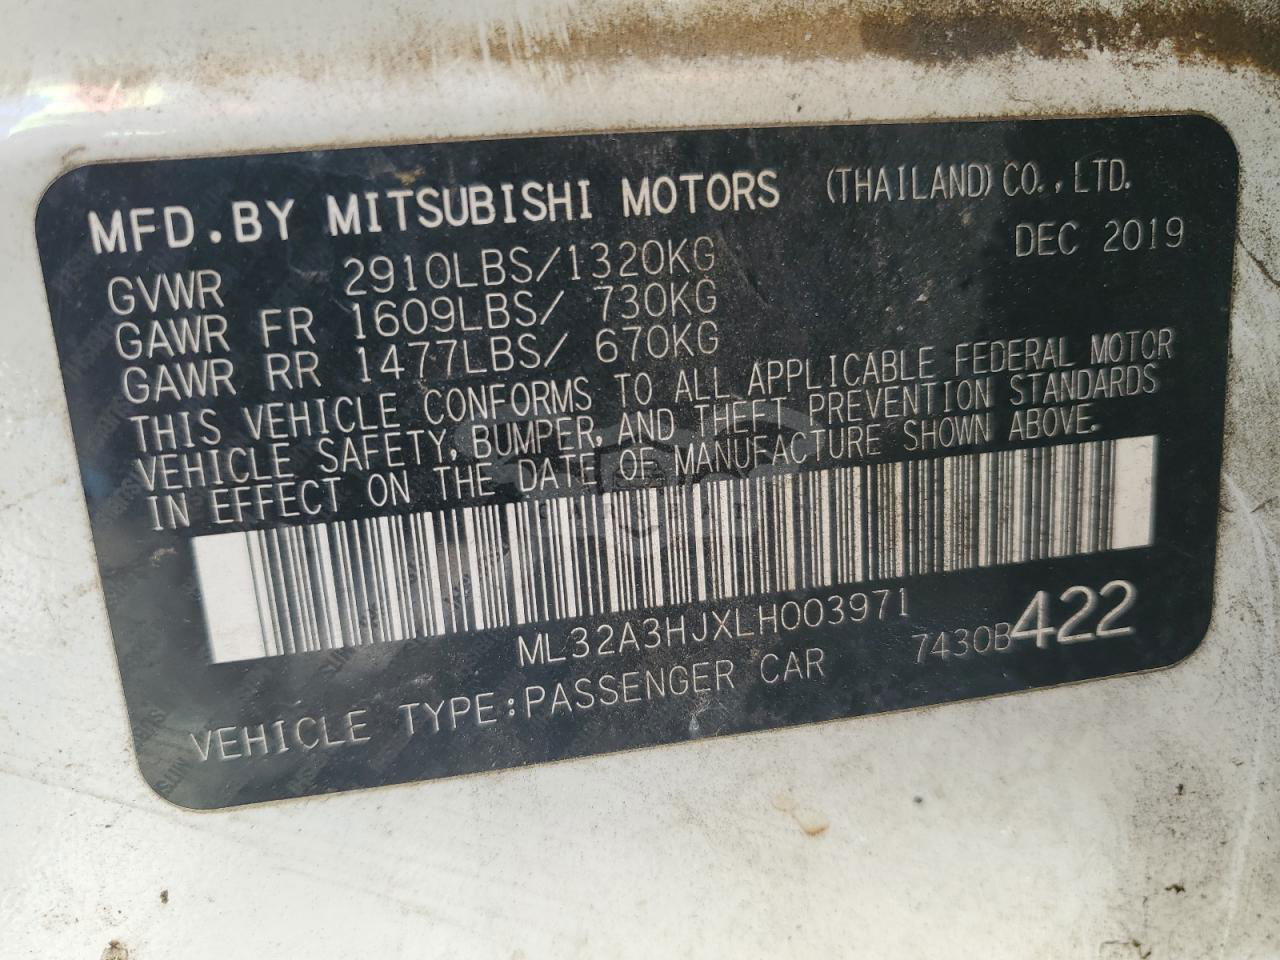 MFD.BY MITSUBISHI MOTORS (THAILAND) CO.,LTD.
DEC 2019
GVWR 2910LBS/1320KG
GAWR FR 1609LBS/ 730KG
GAWR RR 1477LBS/ 670KG
THIS VEHICLE CONFORMS TO ALL APPLICABLE FEDERAL MOTOR
VEHICLE SAFETY, BUMPER, AND THEFT PREVENTION STANDARDS
IN EFFECT ON THE DATE OF MANUFACTURE SHOWN ABOVE.
ML32A3HJXLH003971
7430B422
VEHICLE TYPE:PASSENGER CAR